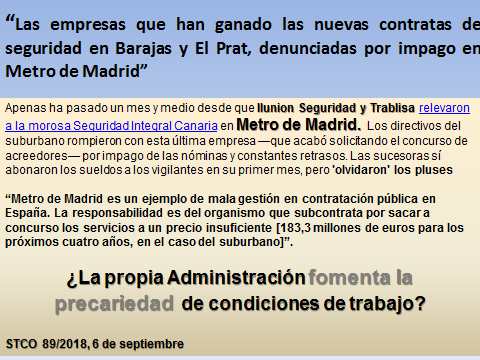 “Las empresas que han ganado las nuevas contratas de
seguridad en Barajas y El Prat, denunciadas por impago en
Metro de Madrid”
Apenas ha pasado un mes y medio desde que Ilunion Seguridad y Trablisa relevaron
a la morosa Seguridad Integral Canaria en Metro de Madrid. Los directivos del
suburbano rompieron con esta última empresa —que acabó solicitando el concurso de
acreedores— por impago de las nóminas y constantes retrasos. Las sucesoras sí
abonaron los sueldos a los vigilantes en su primer mes, pero 'olvidaron' los pluses
“Metro de Madrid es un ejemplo de mala gestión en contratación pública en
España. La responsabilidad es del organismo que subcontrata por sacar a
concurso los servicios a un precio insuficiente [183,3 millones de euros para los
próximos cuatro años, en el caso del suburbano]”.
¿La propia Administración fomenta la
precariedad de condiciones de trabajo?
STCO 89/2018, 6 de septiembre